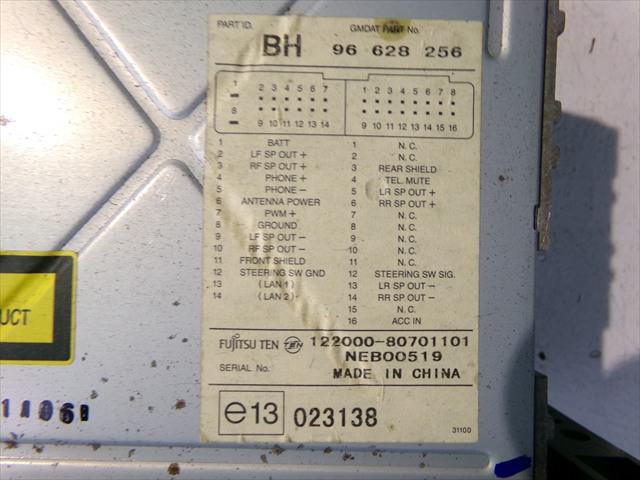 PART ID. GMDAT PART No.
BH 96 628 256
1 2 3 4 5 6 7 1 2 3 4 5 6 7 8
8 9 10 11 12 13 14 9 10 11 12 13 14 15 16
1 BATT 1 N.C.
2 LF SP OUT + 2 N.C.
3 RF SP OUT + 3 REAR SHIELD
4 PHONE + 4 TEL. MUTE
5 PHONE - 5 LR SP OUT +
6 ANTENNA POWER 6 RR SP OUT +
7 PWM + 7 N.C.
8 GROUND 8 N.C.
9 LF SP OUT - 9 N.C.
10 RF SP OUT - 10 N.C.
11 FRONT SHIELD 11 N.C.
12 STEERING SW GND 12 STEERING SW SIG.
13 ( LAN 1 ) 13 LR SP OUT -
14 ( LAN 2 ) 14 RR SP OUT -
15 N.C.
16 ACC IN
FUJITSU TEN TEN 122000-80701101
NEB00519
SERIAL No. MADE IN CHINA
e13 023138
31100
UCT